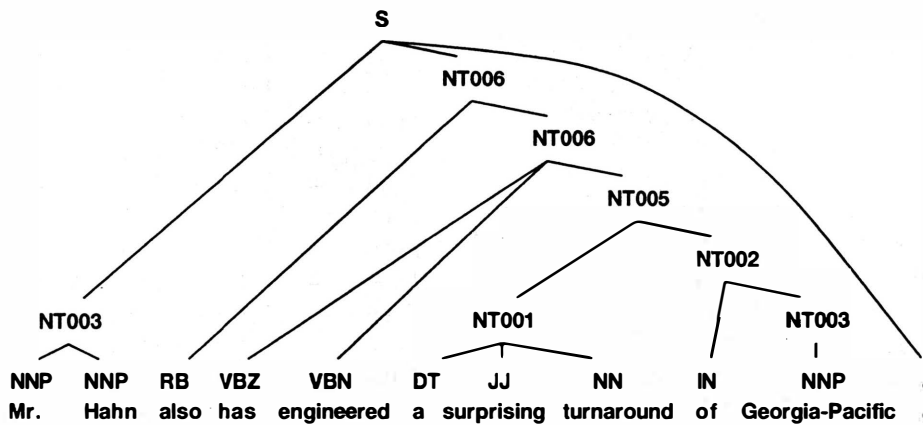 S
NT006
NT006
NT005
NT002
NT003 NT001 NT003
NNP NNP RB VBZ VBN DT JJ NN IN NNP
Mr. Hahn also has engineered a surprising turnaround of Georgia-Pacific